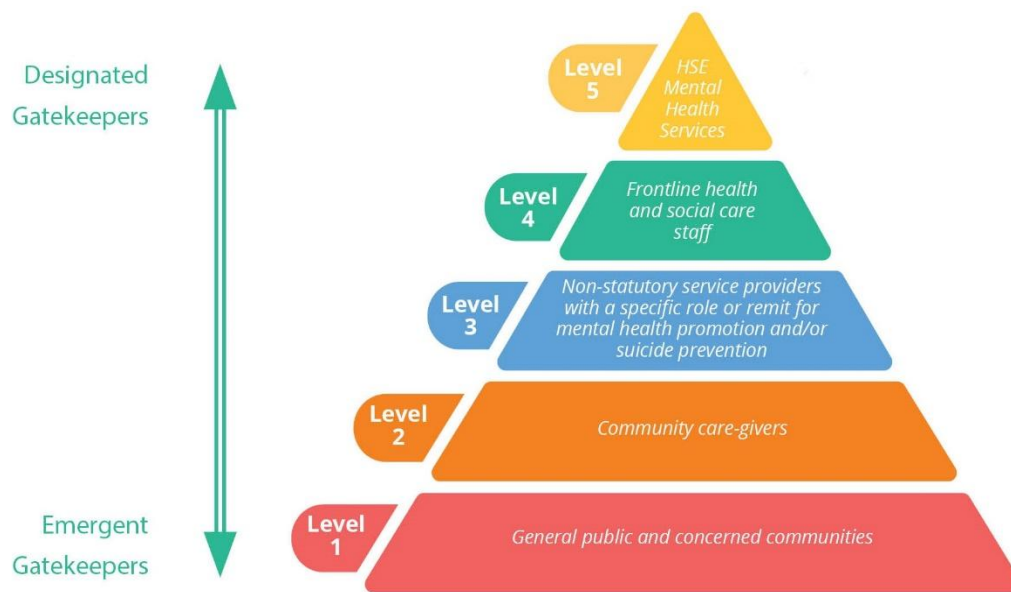 Designated
Gatekeepers
Level
5
HSE
Mental
Health
Services
Level
4
Frontline health
and social care
staff
Level
3
Non-statutory service providers
with a specific role or remit for
mental health promotion and/or
suicide prevention
Level
2
Community care-givers
Emergent
Gatekeepers
Level
1
General public and concerned communities